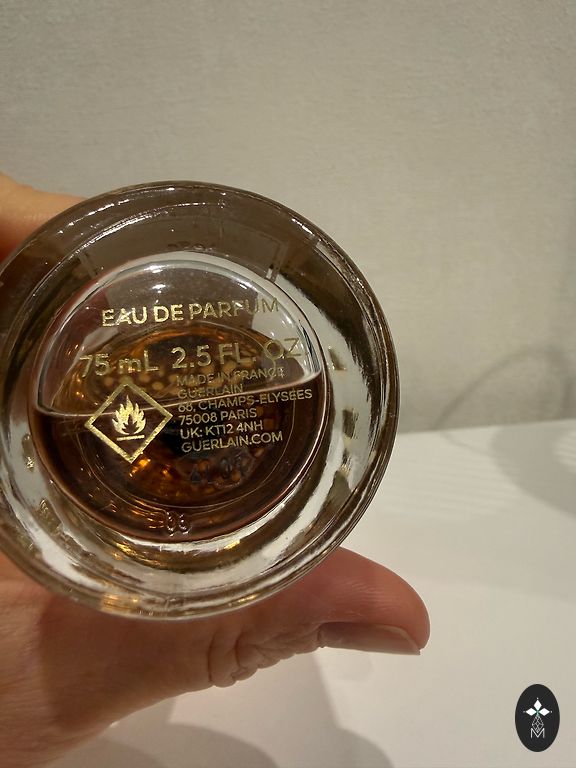 EAU DE PARFUM
75 mL 2.5 FL. OZ
MADE IN FRANCE
GUERLAIN
68, CHAMPS-ELYSEES
75008 PARIS
UK: KT12 4NH
GUERLAIN.COM
M